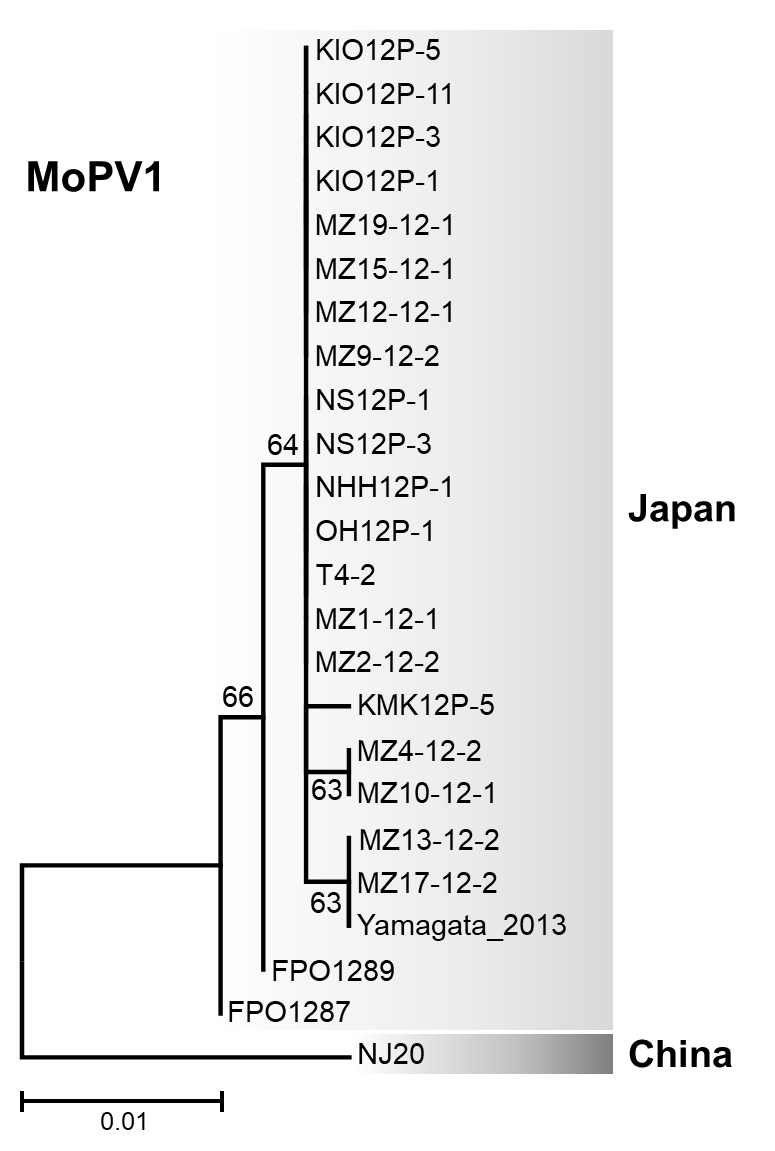 MoPV1
KIO12P-5
KIO12P-11
KIO12P-3
KIO12P-1
MZ19-12-1
MZ15-12-1
MZ12-12-1
MZ9-12-2
NS12P-1
64
NS12P-3
NHH12P-1
Japan
OH12P-1
T4-2
MZ1-12-1
MZ2-12-2
66
KMK12P-5
MZ4-12-2
63
MZ10-12-1
MZ13-12-2
MZ17-12-2
63
Yamagata_2013
FPO1289
FPO1287
NJ20
China
0.01